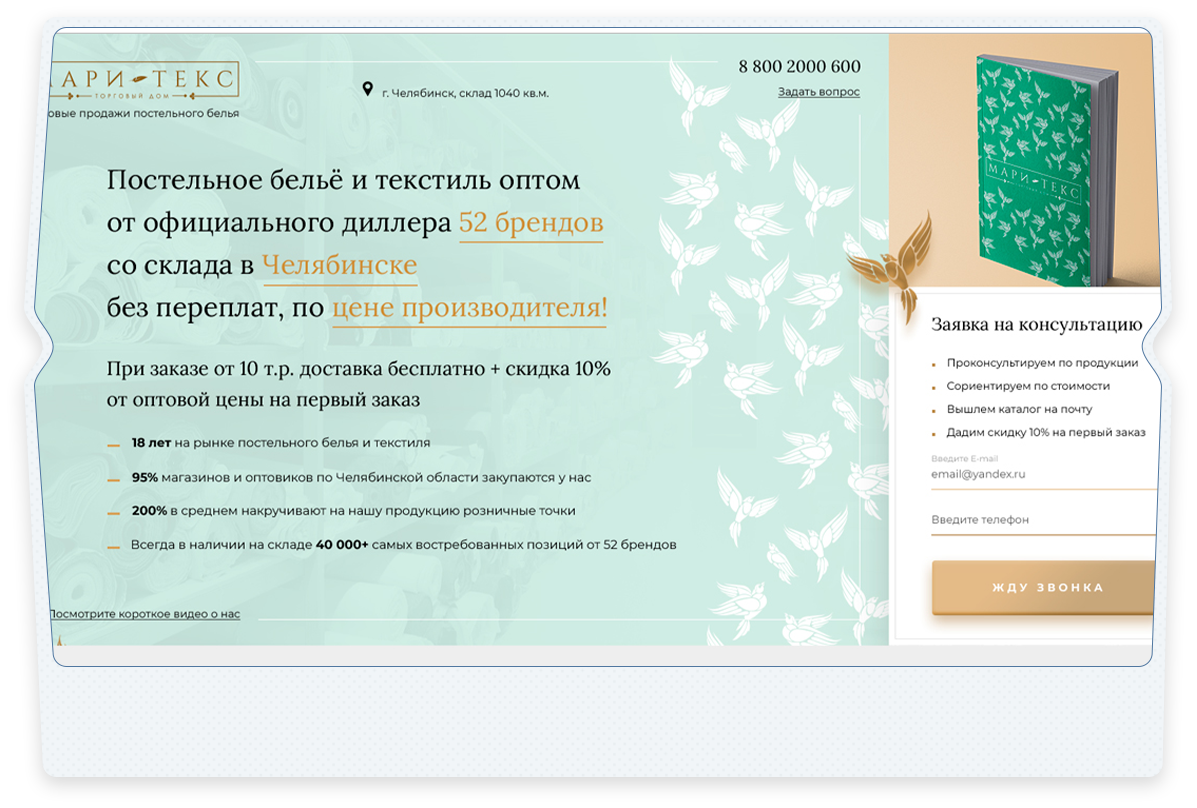 МАРИ ТЕКС
ТОРГОВЫЙ ДОМ
овые продажи постельного белья
г. Челябинск, склад 1040 кв.м.
8 800 2000 600
Задать вопрос
Постельное бельё и текстиль оптом
от официального диллера 52 брендов
со склада в Челябинске
без переплат, по цене производителя!
При заказе от 10 т.р. доставка бесплатно + скидка 10%
от оптовой цены на первый заказ
18 лет на рынке постельного белья и текстиля
95% магазинов и оптовиков по Челябинской области закупаются у нас
200% в среднем накручивают на нашу продукцию розничные точки
Всегда в наличии на складе 40 000+ самых востребованных позиций от 52 брендов
Посмотрите короткое видео о нас
МАРИ ТЕКС
Заявка на консультацию
Проконсультируем по продукции
Сориентируем по стоимости
Вышлем каталог на почту
Дадим скидку 10% на первый заказ
Введите E-mail
email@yandex.ru
Введите телефон
ЖДУ ЗВОНКА